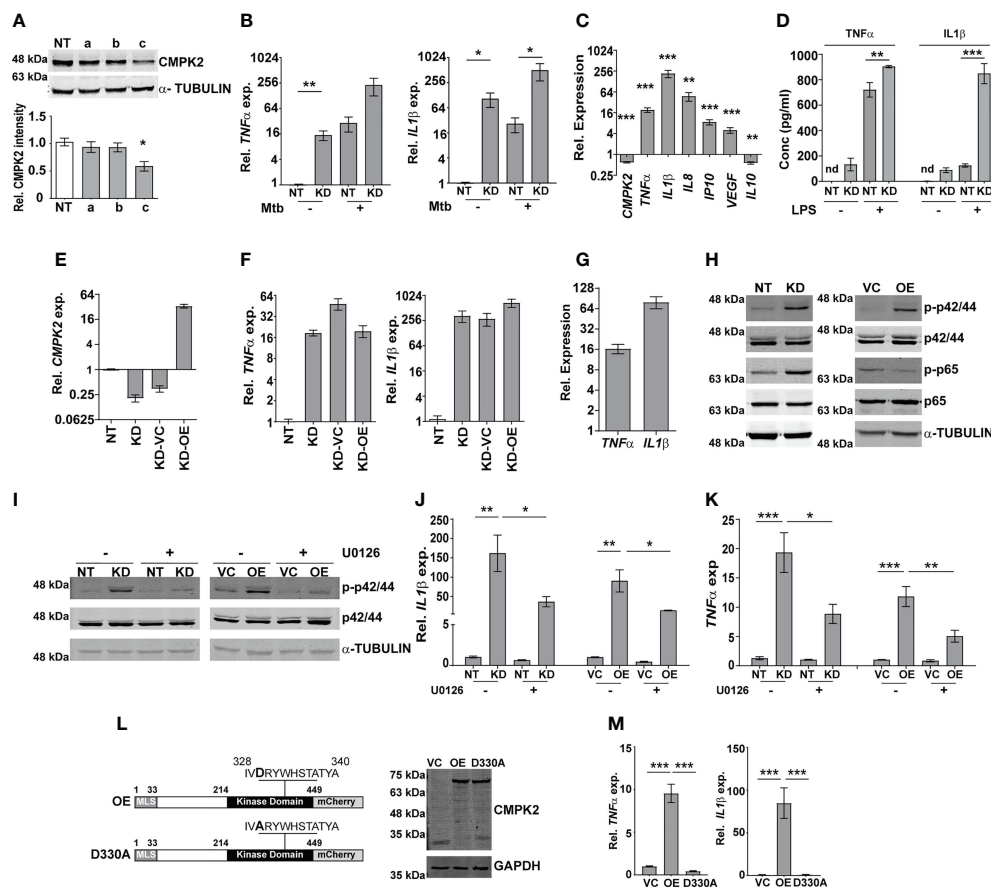 A
NT a b c
48 kDa
CMPK2
63 kDa
α- TUBULIN
Rel. CMPK2 intensity
1.5
1.0
0.5
0.0
*
NT a b c
B
Rel. TNFα exp.
1024
256
64
16
4
1
**
NT KD NT KD
Mtb - +
Rel. IL1β exp.
1024
256
64
16
4
1
* *
NT KD NT KD
Mtb - +
C
Rel. Expression
1024
256
64
16
4
1
0.25
*** *** *** ** *** *** **
CMPK2 TNFα IL1β IL8 IP10 VEGF IL10
D
TNFα IL1β
Conc (pg/ml)
1000
800
600
400
200
0
nd ** nd ***
NT KD NT KD NT KD NT KD
LPS - + - +
E
Rel. CMPK2 exp.
64
16
4
1
0.25
0.0625
NT KD KD-VC KD-OE
F
Rel. TNFα exp.
64
32
16
8
4
2
1
NT KD KD-VC KD-OE
Rel. IL1β exp.
1024
256
64
16
4
1
NT KD KD-VC KD-OE
G
Rel. Expression
128
64
32
16
8
4
2
1
TNFα IL1β
H
NT KD VC OE
48 kDa 48 kDa p-p42/44
48 kDa 48 kDa p42/44
63 kDa 63 kDa p-p65
63 kDa 63 kDa p65
48 kDa 48 kDa α-TUBULIN
I
- + - + U0126
NT KD NT KD VC OE VC OE
48 kDa p-p42/44
48 kDa p42/44
48 kDa α-TUBULIN
J
Rel. IL1β exp.
250
200
150
100
50
5
0
** * ** *
NT KD NT KD VC OE VC OE
U0126 - + - +
K
TNFα exp
25
20
15
10
5
0
*** * *** **
NT KD NT KD VC OE VC OE
U0126 - + - +
L
328 340
IVDRYWHSTATYA
1 33 214 449
OE MLS Kinase Domain mCherry
IVARYWHSTATYA
1 33 214 449
D330A MLS Kinase Domain mCherry
VC OE D330A
75 kDa
63 kDa
48 kDa
35 kDa
CMPK2
35 kDa
GAPDH
M
Rel. TNFα exp.
15
10
5
0
*** ***
VC OE D330A
Rel. IL1β exp.
150
100
50
0
*** ***
VC OE D330A